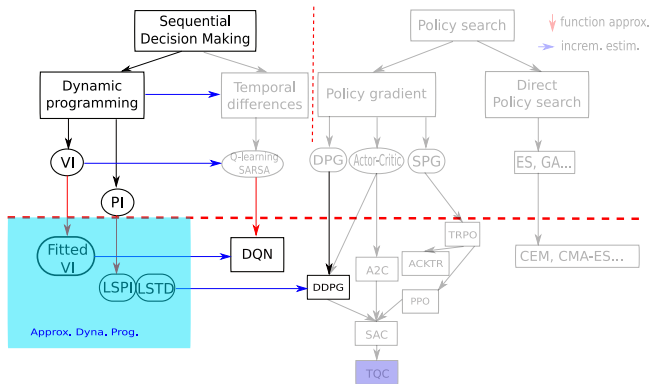 Sequential
Decision Making
Policy search
function approx.
increm. estim.
Dynamic
programming
Temporal
differences
Policy gradient
Direct
Policy search
VI
Q-learning
SARSA
DPG
Actor-Critic
SPG
ES, GA...
PI
Fitted
VI
DQN
TRPO
A2C
ACKTR
CEM, CMA-ES...
LSPI
LSTD
DDPG
PPO
Approx. Dyna. Prog.
SAC
TQC